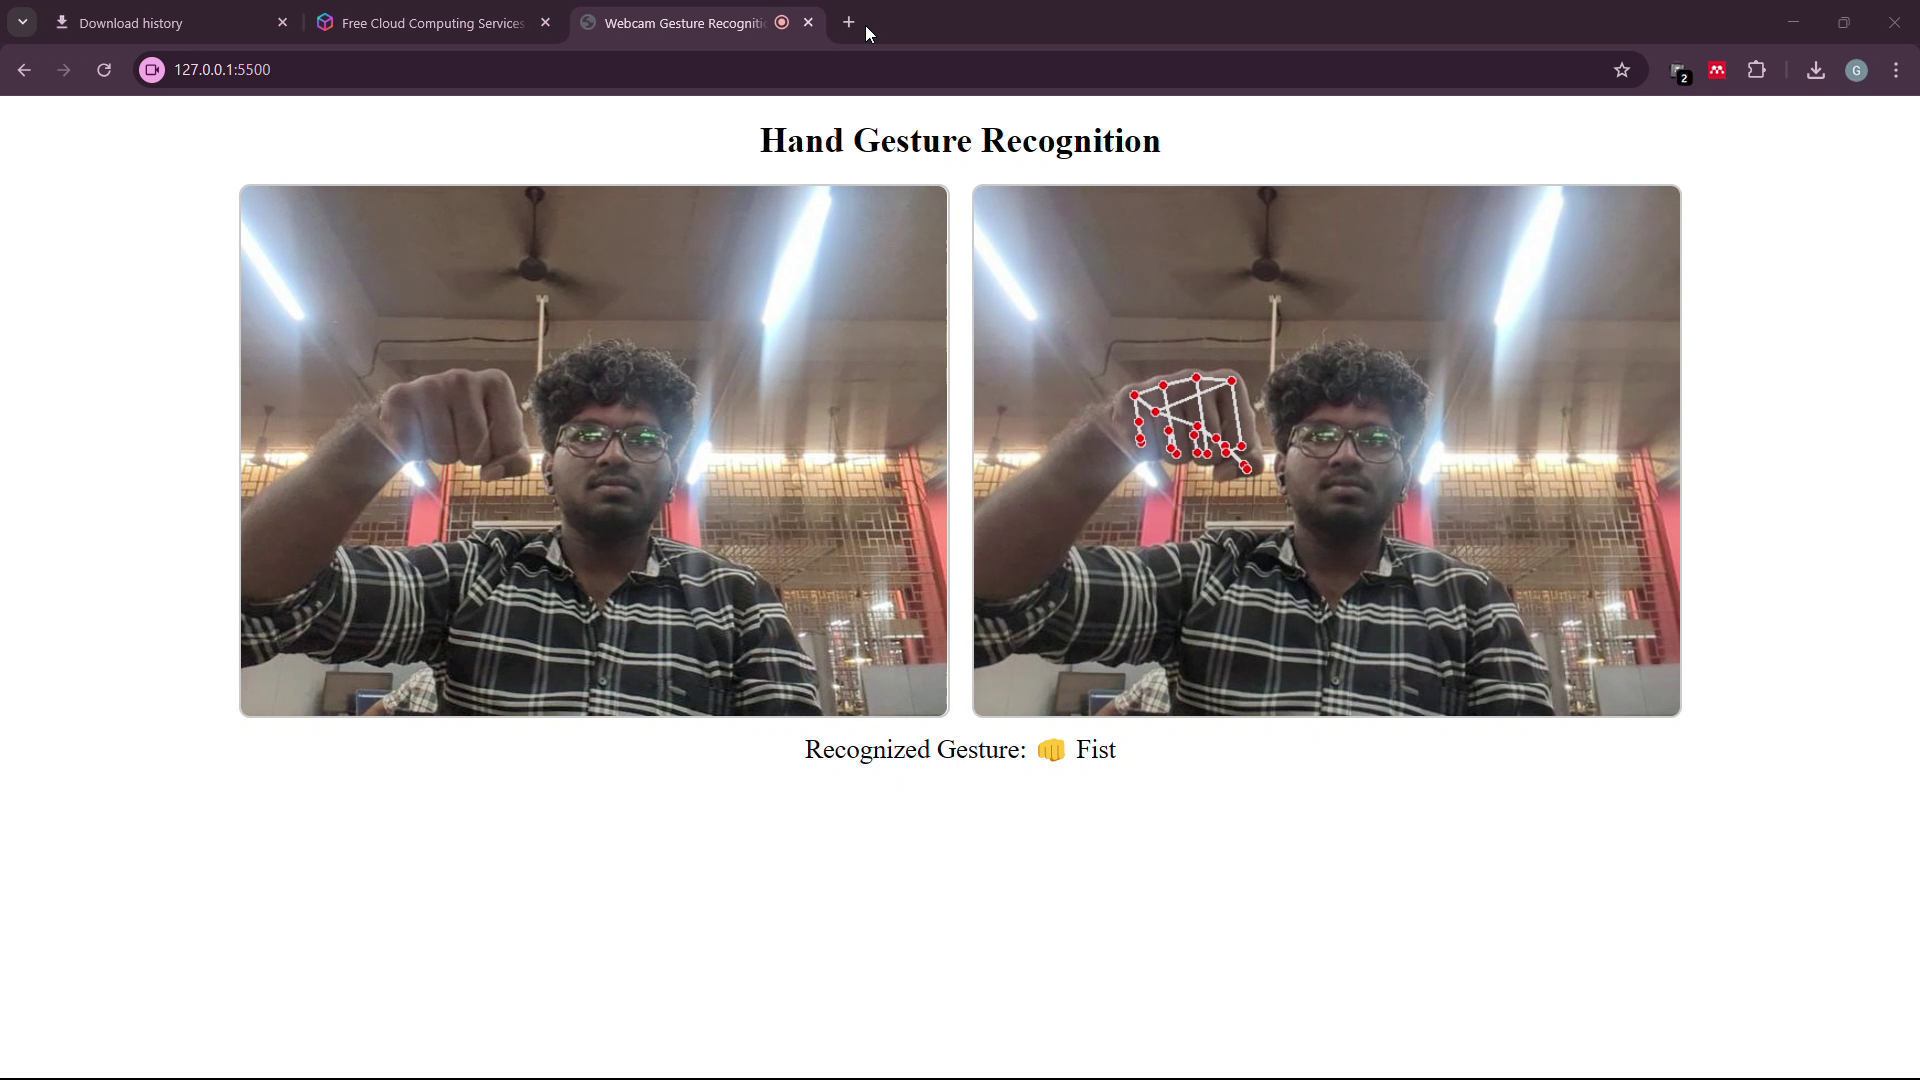 Download history
Free Cloud Computing Services
Webcam Gesture Recogniti
127.0.0.1:5500
2
G
Hand Gesture Recognition
Recognized Gesture: 👊 Fist